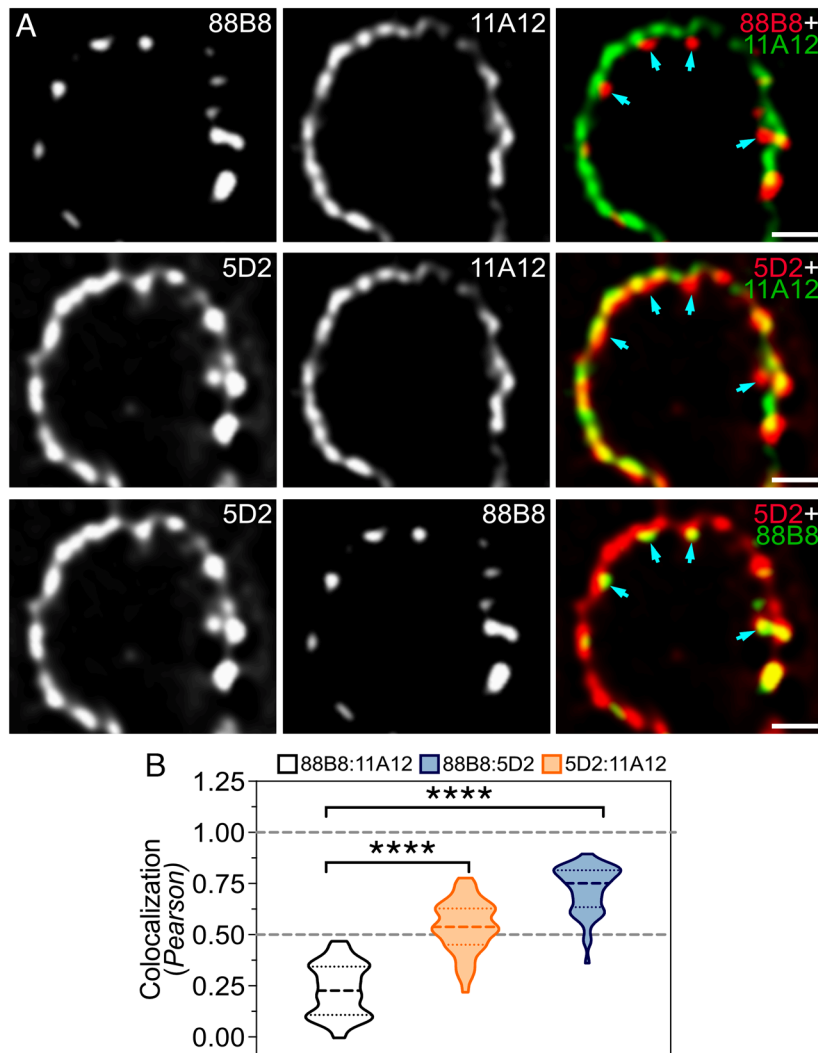 A
88B8
11A12
88B8+
11A12
5D2
11A12
5D2+
11A12
5D2
88B8
5D2+
88B8
B
88B8:11A12 88B8:5D2 5D2:11A12
1.25
1.00
0.75
0.50
0.25
0.00
Colocalization
(Pearson)
****
****